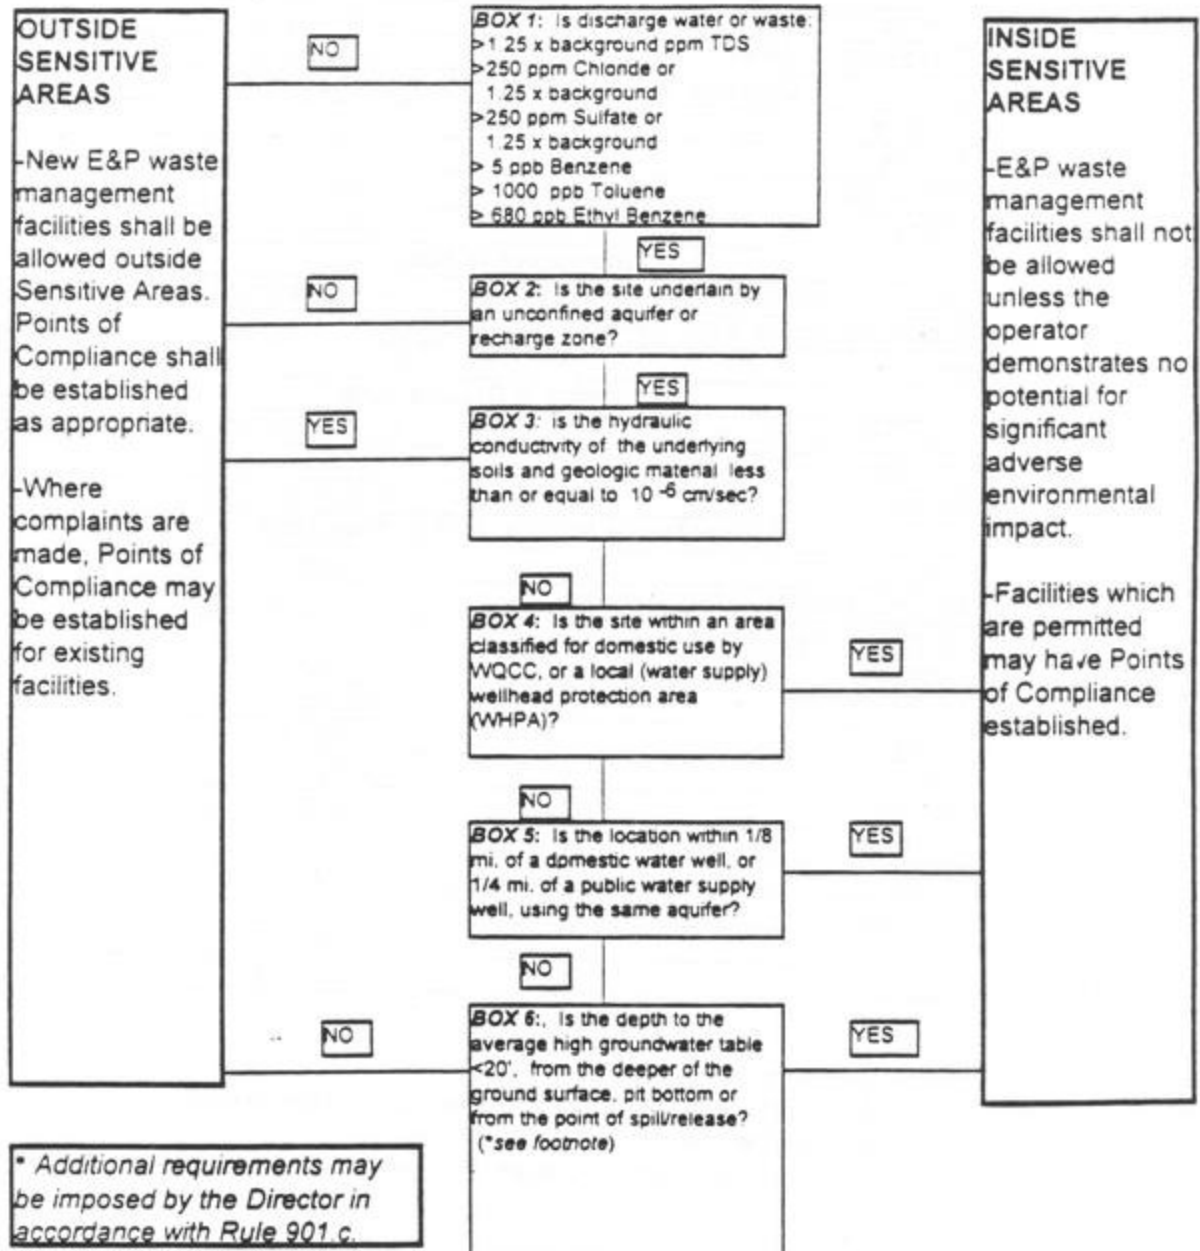 OUTSIDE
SENSITIVE
AREAS
-New E&P waste
management
facilities shall be
allowed outside
Sensitive Areas.
Points of
Compliance shall
be established
as appropriate.
-Where
complaints are
made, Points of
Compliance may
be established
for existing
facilities.
NO
BOX 1: Is discharge water or waste:
>1.25 x background ppm TDS
>250 ppm Chloride or
1.25 x background
>250 ppm Sulfate or
1.25 x background
> 5 ppb Benzene
> 1000 ppb Toluene
> 680 ppb Ethyl Benzene
YES
NO
BOX 2: Is the site underlain by
an unconfined aquifer or
recharge zone?
YES
YES
BOX 3: is the hydraulic
conductivity of the underlying
soils and geologic material less
than or equal to 10 -6 cm/sec?
NO
BOX 4: Is the site within an area
classified for domestic use by
WQCC, or a local (water supply)
wellhead protection area
(WHPA)?
YES
NO
BOX 5: Is the location within 1/8
mi. of a domestic water well, or
1/4 mi. of a public water supply
well, using the same aquifer?
YES
NO
NO
BOX 6:, Is the depth to the
average high groundwater table
<20', from the deeper of the
ground surface, pit bottom or
from the point of spill/release?
(*see footnote)
YES
INSIDE
SENSITIVE
AREAS
-E&P waste
management
facilities shall not
be allowed
unless the
operator
demonstrates no
potential for
significant
adverse
environmental
impact.
-Facilities which
are permitted
may have Points
of Compliance
established.
* Additional requirements may
be imposed by the Director in
accordance with Rule 901.c.